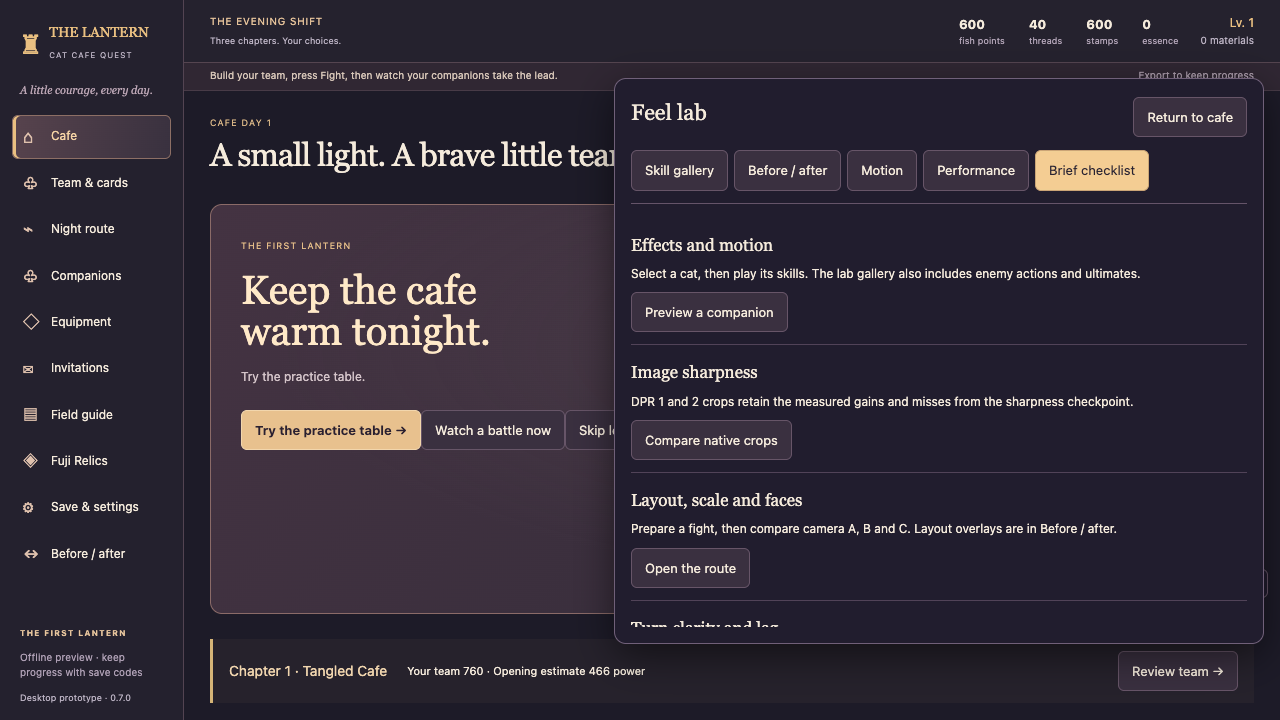 THE LANTERN
CAT CAFE QUEST
A little courage, every day.
Cafe
Team & cards
Night route
Companions
Equipment
Invitations
Field guide
Fuji Relics
Save & settings
Before / after
THE FIRST LANTERN
Offline preview · keep
progress with save codes
Desktop prototype · 0.7.0
THE EVENING SHIFT
Three chapters. Your choices.
600
fish points
40
threads
600
stamps
0
essence
Lv. 1
0 materials
Build your team, press Fight, then watch your companions take the lead.
Export to keep progress
CAFE DAY 1
A small light. A brave little
THE FIRST LANTERN
Keep the cafe
warm tonight.
Try the practice table.
Try the practice table →
Watch a battle now
Skip
Feel lab
Return to cafe
Skill gallery
Before / after
Motion
Performance
Brief checklist
Effects and motion
Select a cat, then play its skills. The lab gallery also includes enemy actions and ultimates.
Preview a companion
Image sharpness
DPR 1 and 2 crops retain the measured gains and misses from the sharpness checkpoint.
Compare native crops
Layout, scale and faces
Prepare a fight, then compare camera A, B and C. Layout overlays are in Before / after.
Open the route
Turn clarity and log
Chapter 1 · Tangled Cafe
Your team 760 · Opening estimate 466 power
Review team →